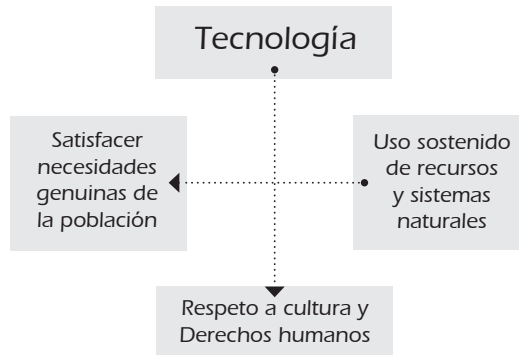 Tecnología
Satisfacer
necesidades
genuinas de
la población
Uso sostenido
de recursos
y sistemas
naturales
Respeto a cultura y
Derechos humanos